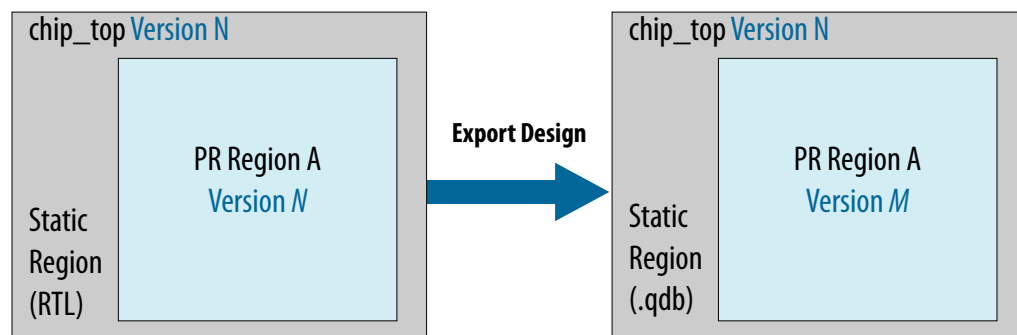 chip_top Version N
PR Region A
Version N
Static
Region
(RTL)
Export Design
chip_top Version N
PR Region A
Version M
Static
Region
(.qdb)